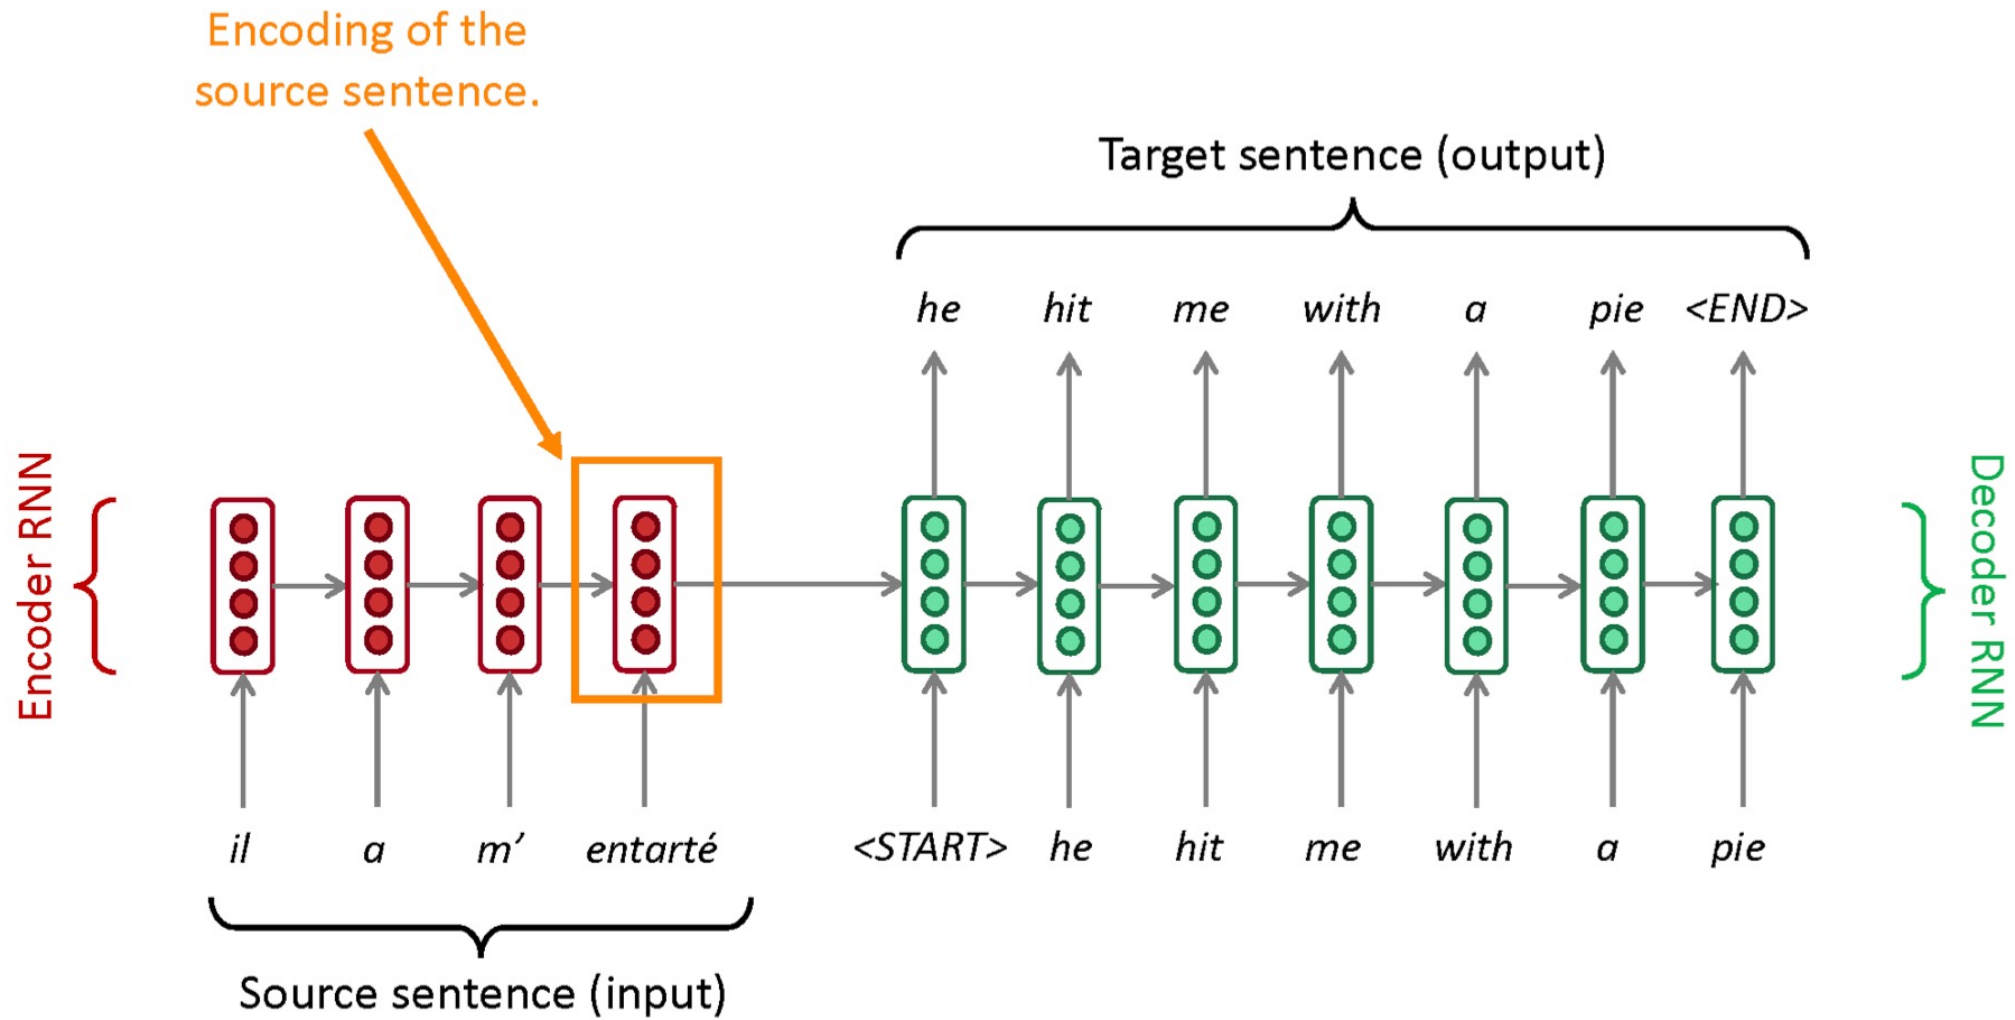 Encoding of the
source sentence.
Target sentence (output)
he hit me with a pie <END>
Encoder RNN
Decoder RNN
il a m’ entarté <START> he hit me with a pie
Source sentence (input)